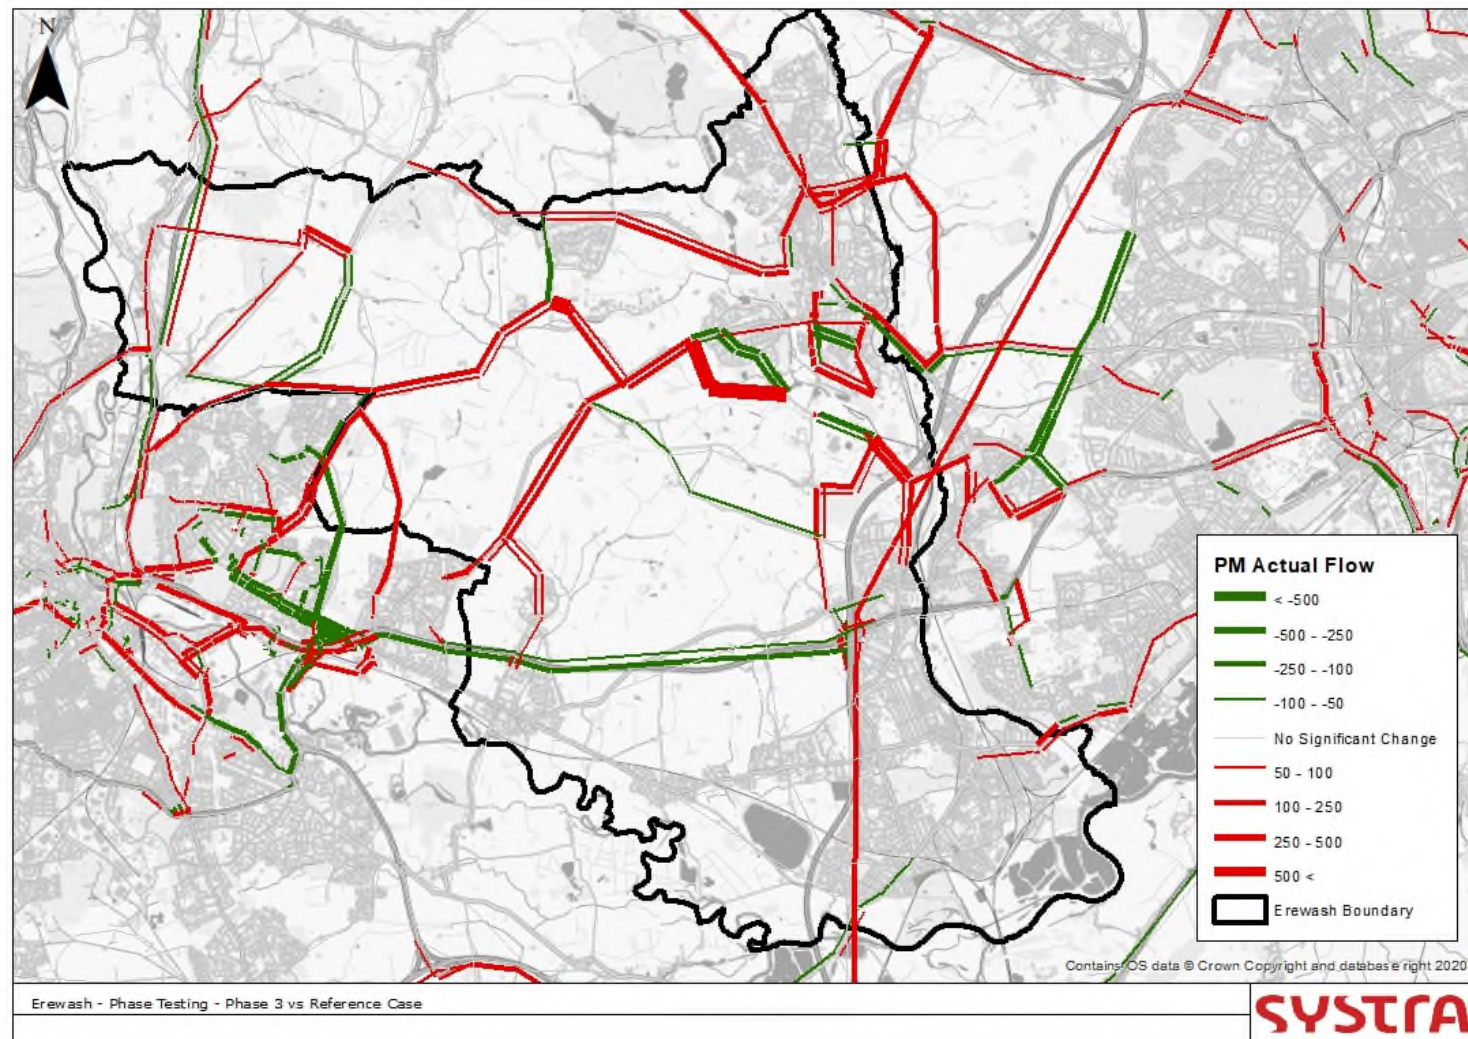 N
PM Actual Flow
< -500
-500 - -250
-250 - -100
-100 - -50
No Significant Change
50 - 100
100 - 250
250 - 500
500 <
Erewash Boundary
Contains OS data © Crown Copyright and database right 2020
Erewash - Phase Testing - Phase 3 vs Reference Case
SYSTRA